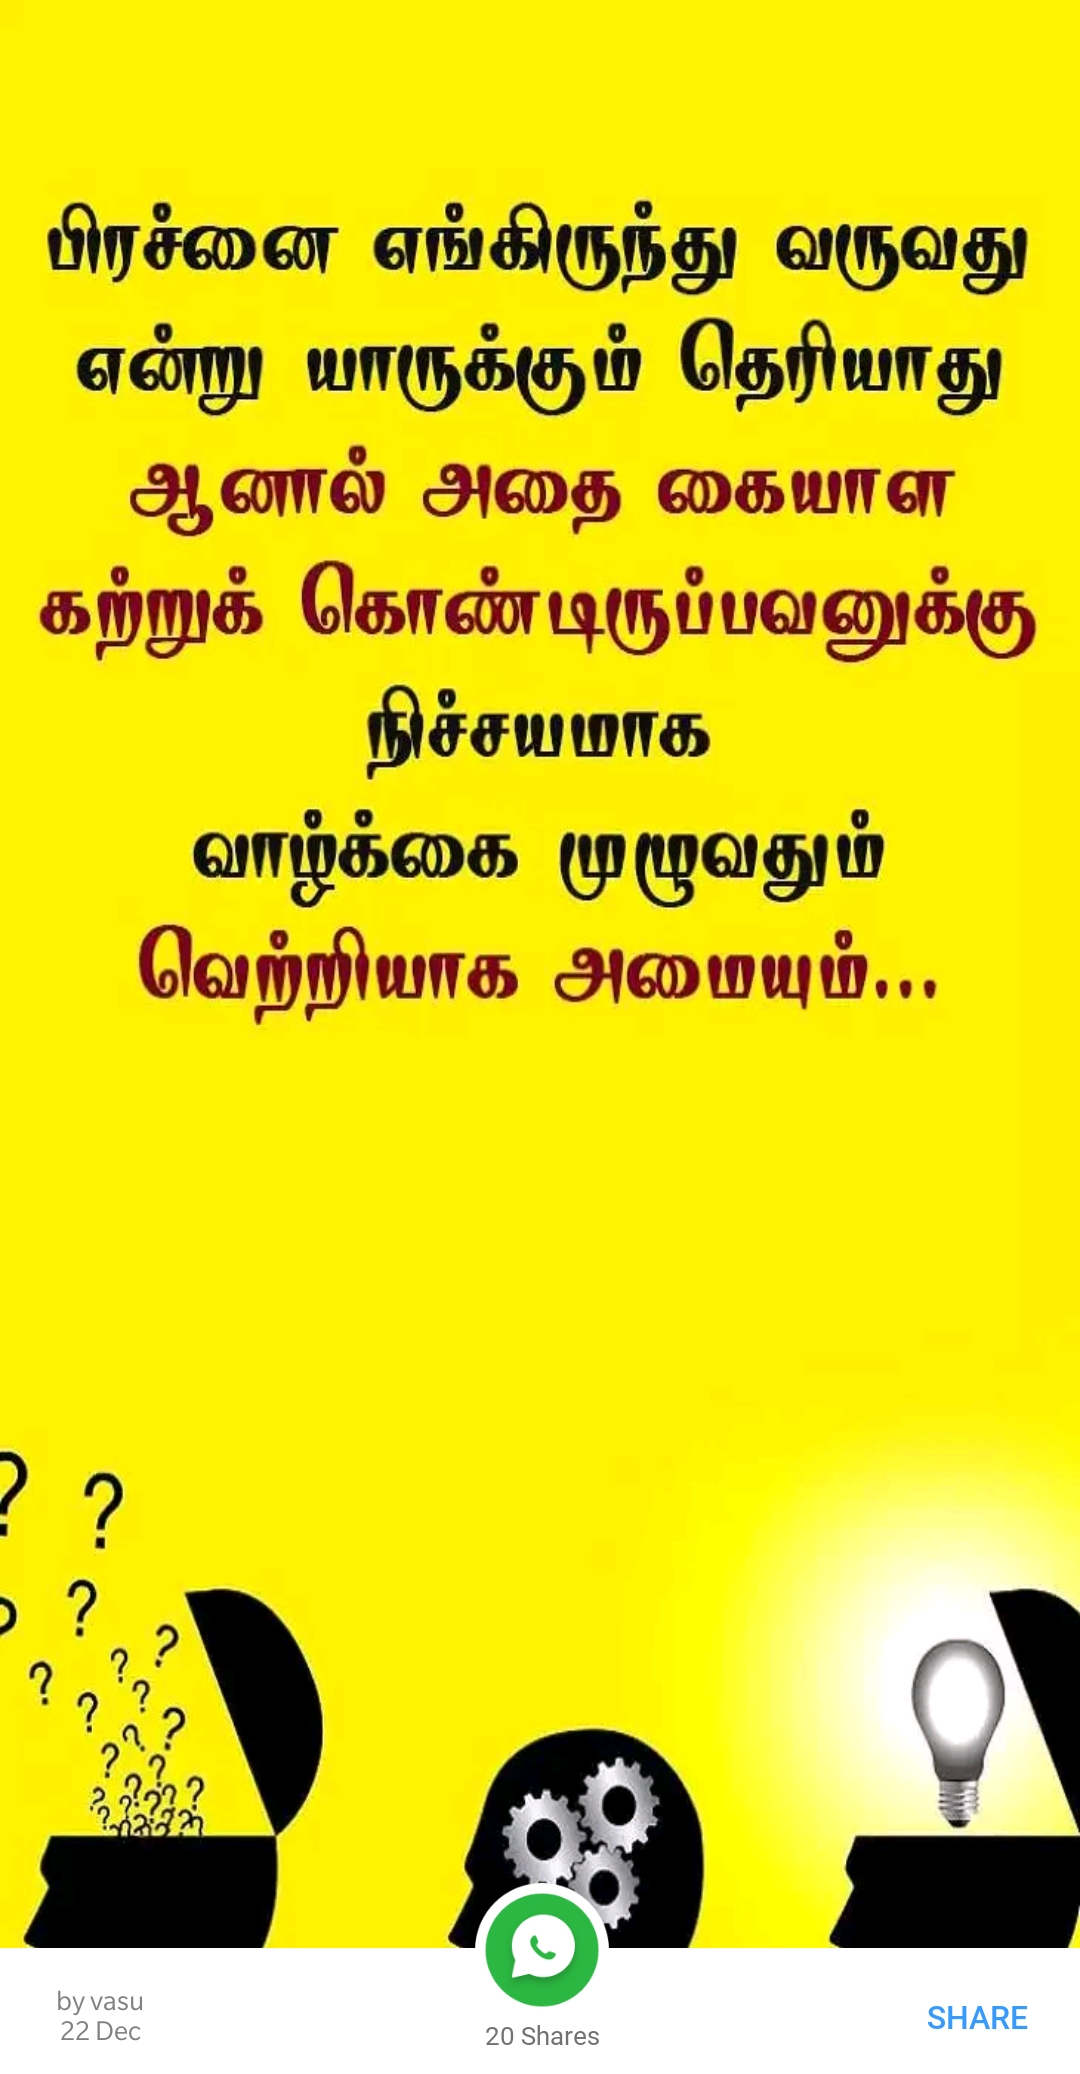 பிரச்னை எங்கிருந்து வருவது
என்று யாருக்கும் தெரியாது
ஆனால் அதை கையாள
கற்றுக் கொண்டிருப்பவனுக்கு
நிச்சயமாக
வாழ்க்கை முழுவதும்
வெற்றியாக அமையும்...
by vasu
22 Dec
20 Shares
SHARE